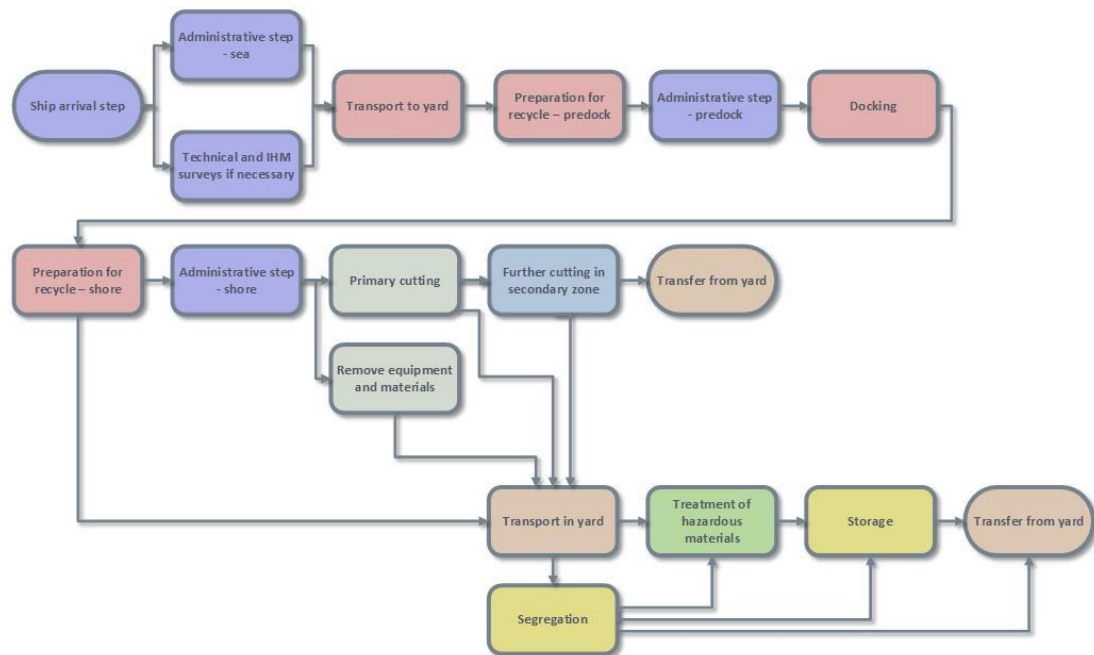 Administrative step
- sea
Ship arrival step
Transport to yard
Preparation for
recycle – predock
Administrative step
- predock
Docking
Technical and IHM
surveys if necessary
Preparation for
recycle – shore
Administrative step
- shore
Primary cutting
Further cutting in
secondary zone
Transfer from yard
Remove equipment
and materials
Transport in yard
Treatment of
hazardous
materials
Storage
Transfer from yard
Segregation